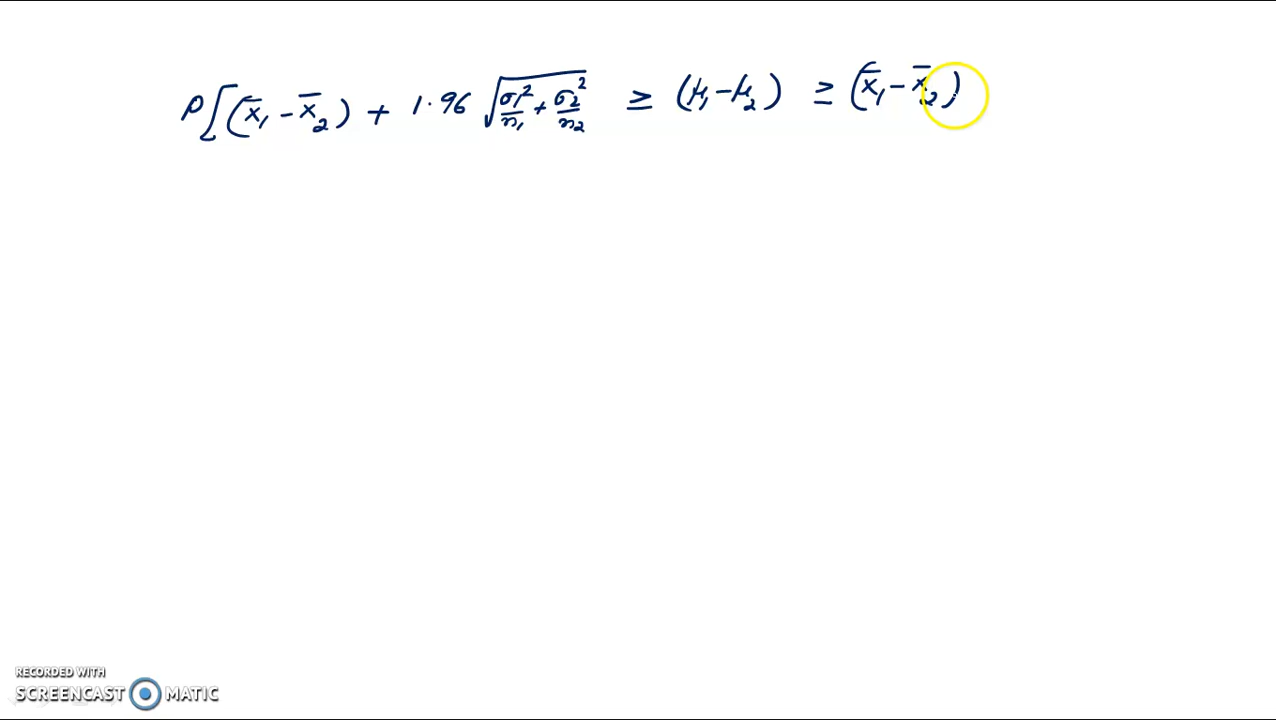 P[(x̄₁ - x̄₂) + 1.96 √(σ₁²/n₁ + σ₂²/n₂) ≥ (μ₁ - μ₂) ≥ (x̄₁ - x̄₂)
RECORDED WITH
SCREENCAST MATIC